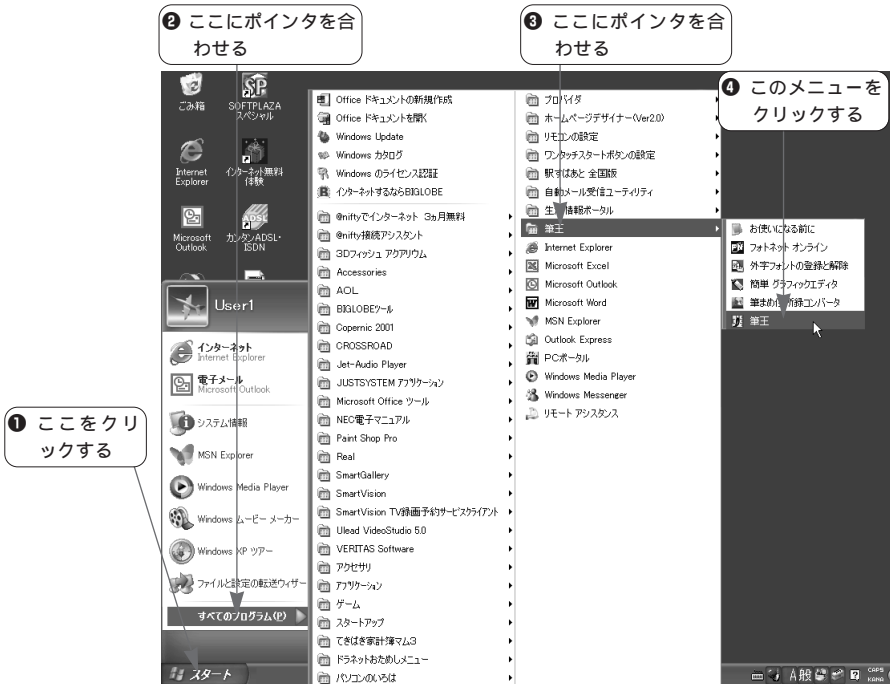 ❷ ここにポインタを合
わせる
❸ ここにポインタを合
わせる
❹ このメニューを
クリックする
❶ ここをクリ
ックする
ごみ箱
SOFTPLAZA
スペシャル
Internet
Explorer
インターネット無料
体験
Microsoft
Outlook
カンタンADSL・
ISDN
User1
インターネット
Internet Explorer
電子メール
Microsoft Outlook
システム情報
MSN Explorer
Windows Media Player
Windows ムービー メーカー
Windows XP ツアー
ファイルと設定の転送ウィザー
すべてのプログラム(P)
スタート
Office ドキュメントの新規作成
Office ドキュメントを開く
Windows Update
Windows カタログ
Windows のライセンス認証
インターネットするならBIGLOBE
@niftyでインターネット 3ヵ月無料
@nifty接続アシスタント
3Dフィッシュ アクアリウム
Accessories
AOL
BIGLOBEツール
Copernic 2001
CROSSROAD
Jet-Audio Player
JUSTSYSTEM アプリケーション
Microsoft Office ツール
NEC電子マニュアル
Paint Shop Pro
Real
SmartGallery
SmartVision
SmartVision TV録画予約サービスクライアント
Ulead VideoStudio 5.0
VERITAS Software
アクセサリ
アプリケーション
ゲーム
スタートアップ
てきぱき家計簿マム3
ドラネットおためしメニュー
パソコンのいろは
プロバイダ
ホームページデザイナー(Ver2.0)
リモコンの設定
ワンタッチスタートボタンの設定
駅すぱあと 全国版
自動メール受信ユーティリティ
生活情報ポータル
筆王
Internet Explorer
Microsoft Excel
Microsoft Outlook
Microsoft Word
MSN Explorer
Outlook Express
PCポータル
Windows Media Player
Windows Messenger
リモート アシスタンス
お使いになる前に
フォトネット オンライン
外字フォントの登録と解除
簡単 グラフィックエディタ
筆まめ住所録コンバータ
筆王
A 般
CAPS
KANA